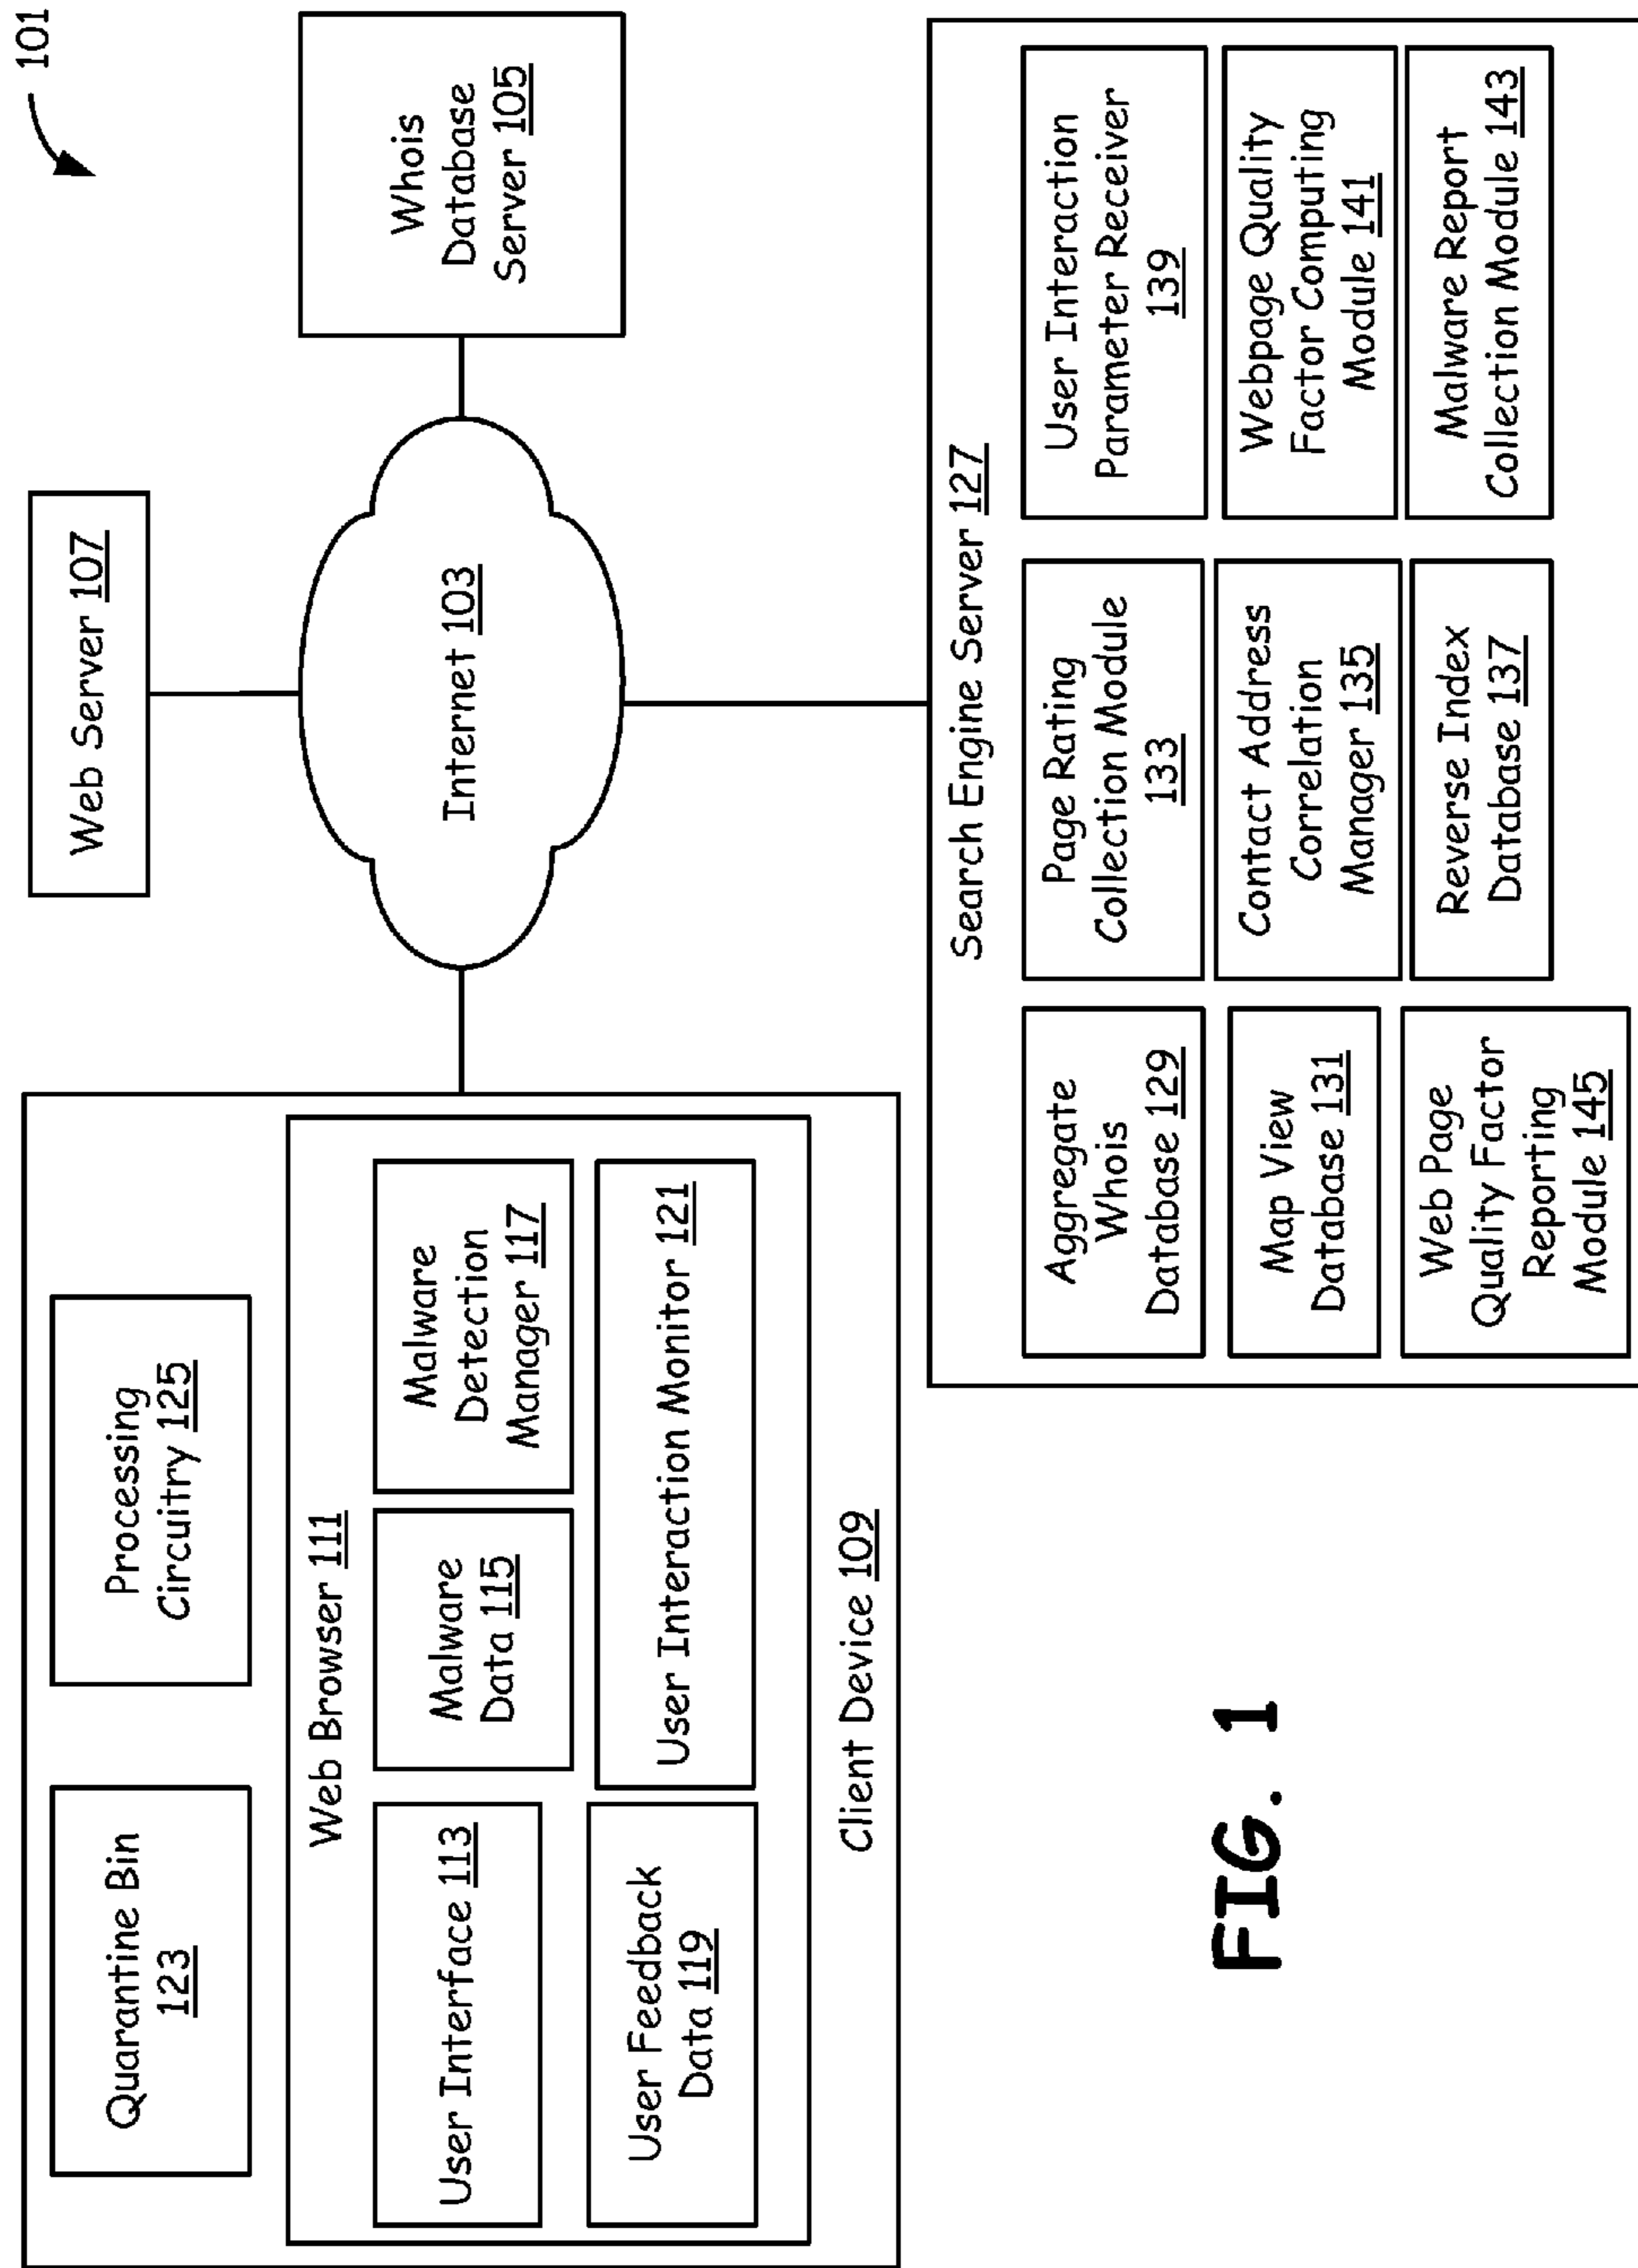 101
Web Server 107
Whois
Database
Server 105
Internet 103
Quarantine Bin
123
Processing
Circuitry 125
Web Browser 111
User Interface 113
Malware
Data 115
Malware
Detection
Manager 117
User Feedback
Data 119
User Interaction Monitor 121
Client Device 109
Search Engine Server 127
Aggregate
Whois
Database 129
Page Rating
Collection Module
133
User Interaction
Parameter Receiver
139
Map View
Database 131
Contact Address
Correlation
Manager 135
Webpage Quality
Factor Computing
Module 141
Web Page
Quality Factor
Reporting
Module 145
Reverse Index
Database 137
Malware Report
Collection Module 143
FIG. 1